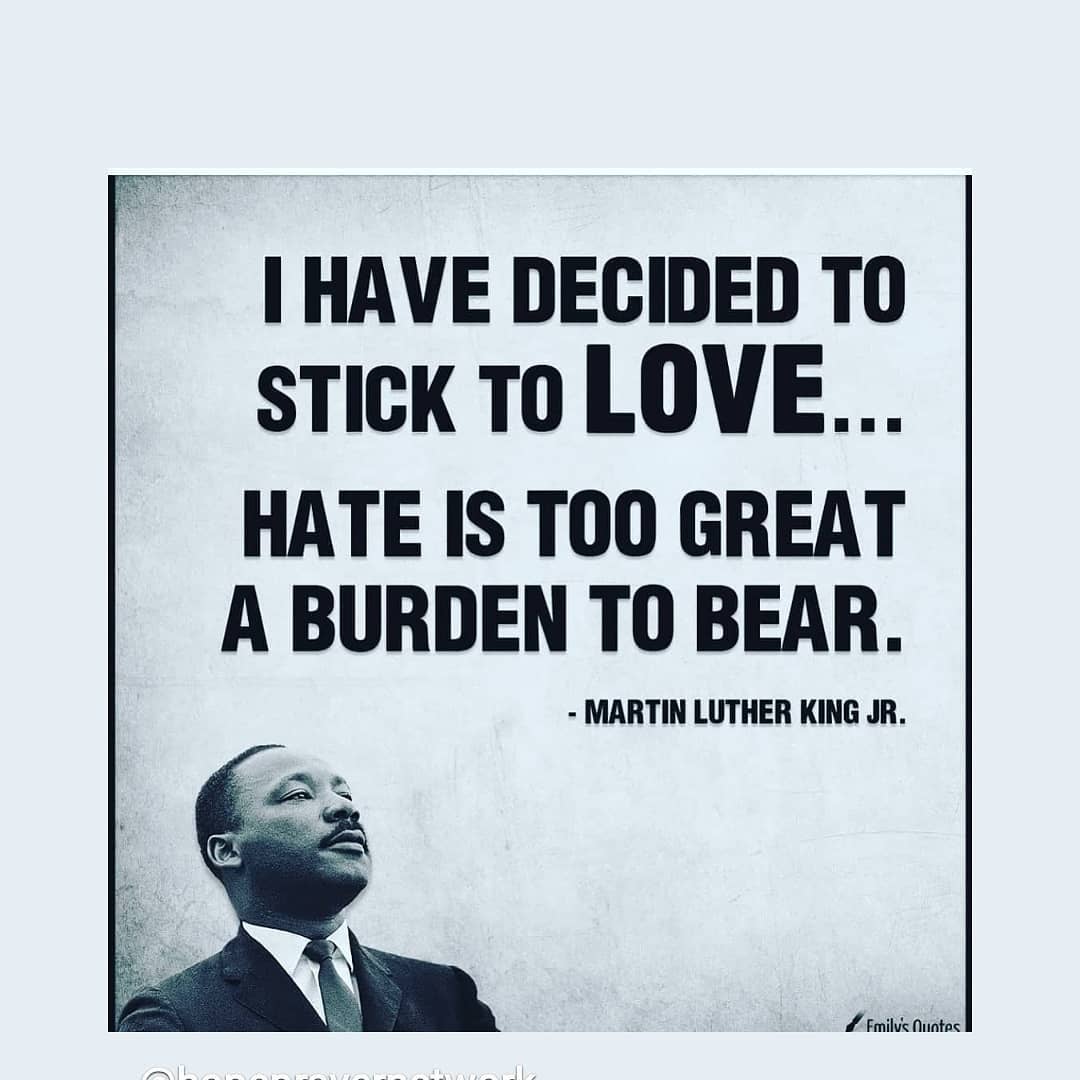 I HAVE DECIDED TO
STICK TO LOVE...
HATE IS TOO GREAT
A BURDEN TO BEAR.
- MARTIN LUTHER KING JR.
Emily's Quotes
@hopeprayernetwork